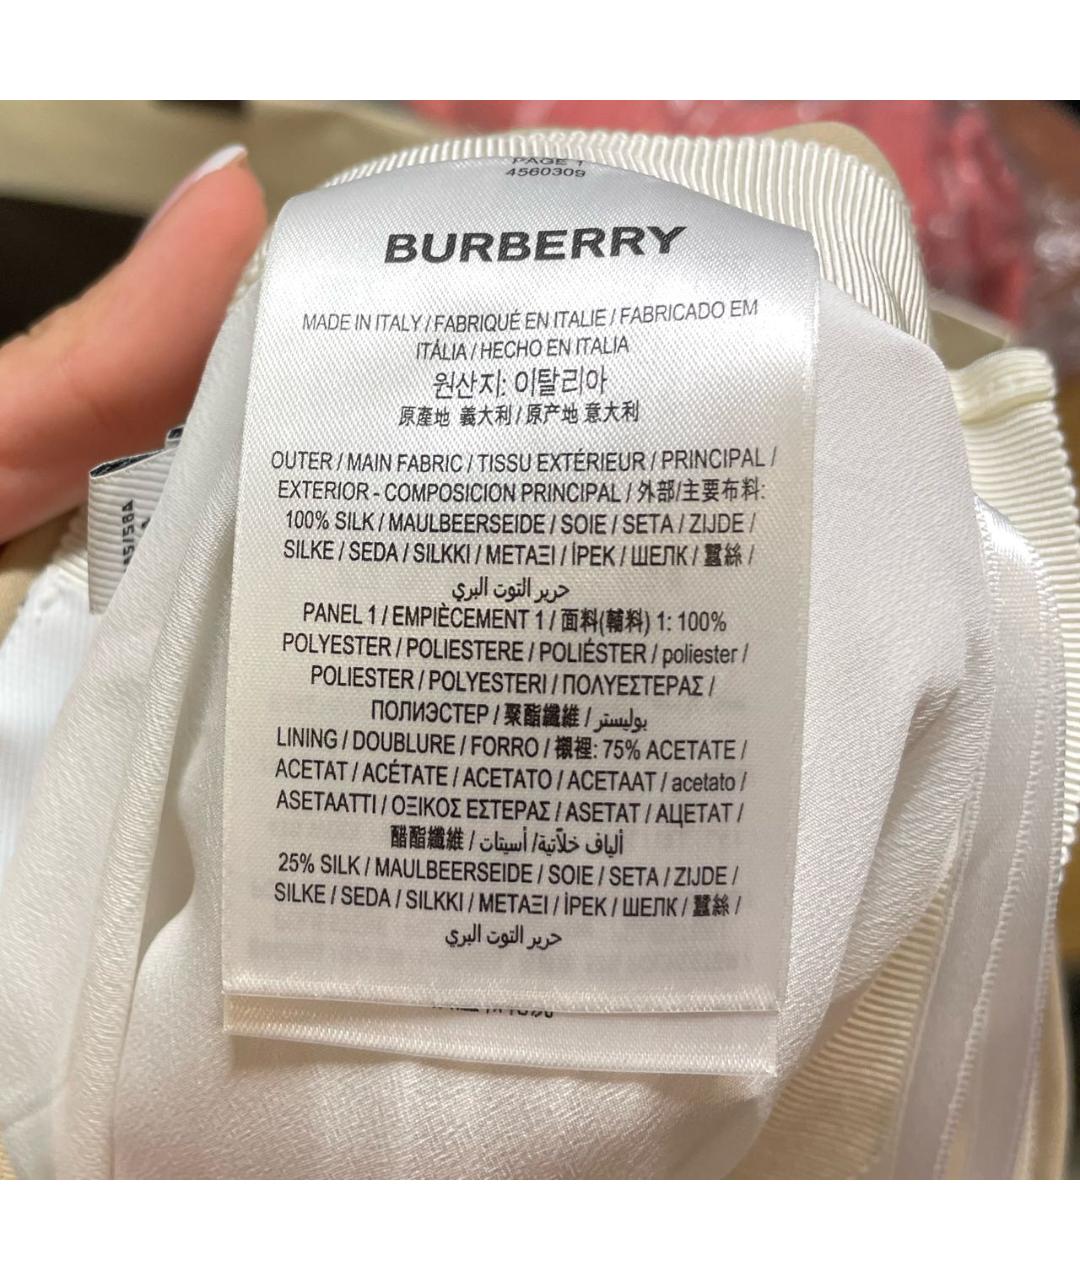 PAGE 1
4560309
BURBERRY
MADE IN ITALY / FABRIQUÉ EN ITALIE / FABRICADO EM
ITÁLIA / HECHO EN ITALIA
원산지: 이탈리아
原產地 義大利 / 原产地 意大利
OUTER / MAIN FABRIC / TISSU EXTÉRIEUR / PRINCIPAL /
EXTERIOR - COMPOSICION PRINCIPAL / 外部/主要布料:
100% SILK / MAULBEERSEIDE / SOIE / SETA / ZIJDE /
SILKE / SEDA / SILKKI / ΜΕΤΑΞΙ / İPEK / ШЕЛК / 蠶絲 /
حرير التوت البري
PANEL 1 / EMPIÈCEMENT 1 / 面料(輔料) 1: 100%
POLYESTER / POLIESTERE / POLIÉSTER / poliester /
POLIESTER / POLYESTERI / ΠΟΛΥΕΣΤΕΡΑΣ /
ПОЛИЭСТЕР / 聚酯纖維 / بوليستر
LINING / DOUBLURE / FORRO / 襯裡: 75% ACETATE /
ACETAT / ACÉTATE / ACETATO / ACETAAT / acetato /
ASETAATTI / ΟΞΙΚΟΣ ΕΣΤΕΡΑΣ / ASETAT / АЦЕТАТ /
醋酯纖維 / ألياف خلّاتية/ أسيتات
25% SILK / MAULBEERSEIDE / SOIE / SETA / ZIJDE /
SILKE / SEDA / SILKKI / ΜΕΤΑΞΙ / İPEK / ШЕЛК / 蠶絲 /
حرير التوت البري